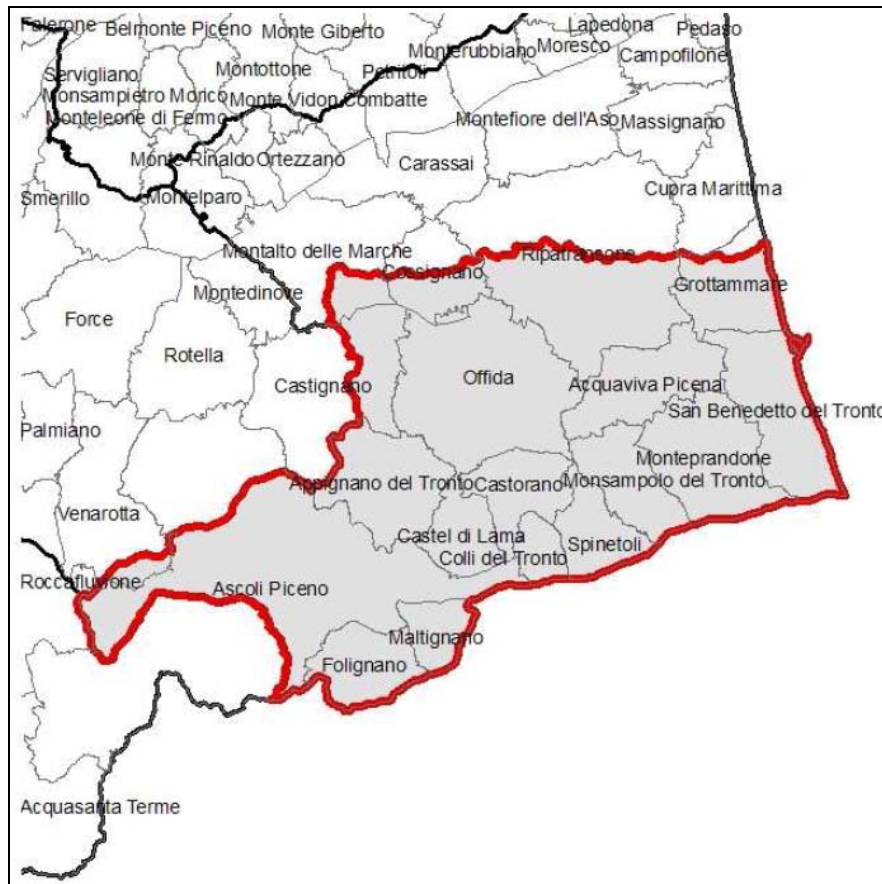 Falerone
Belmonte Piceno
Monte Giberto
Lapedona
Pedaso
Moresco
Monterubbiano
Campofilone
Servigliano
Montottone
Petritoli
Monsampietro Morico
Monte Vidon Combatte
Monteleone di Fermo
Montefiore dell'Aso
Massignano
Monte Rinaldo
Ortezzano
Carassai
Smerillo
Montelparo
Cupra Marittima
Montalto delle Marche
Cossignano
Ripatransone
Montedinove
Grottammare
Force
Rotella
Castignano
Offida
Acquaviva Picena
San Benedetto del Tronto
Palmiano
Monteprandone
Appignano del Tronto
Castorano
Monsampolo del Tronto
Venarotta
Castel di Lama
Colli del Tronto
Spinetoli
Roccafluvione
Ascoli Piceno
Maltignano
Folignano
Acquasanta Terme